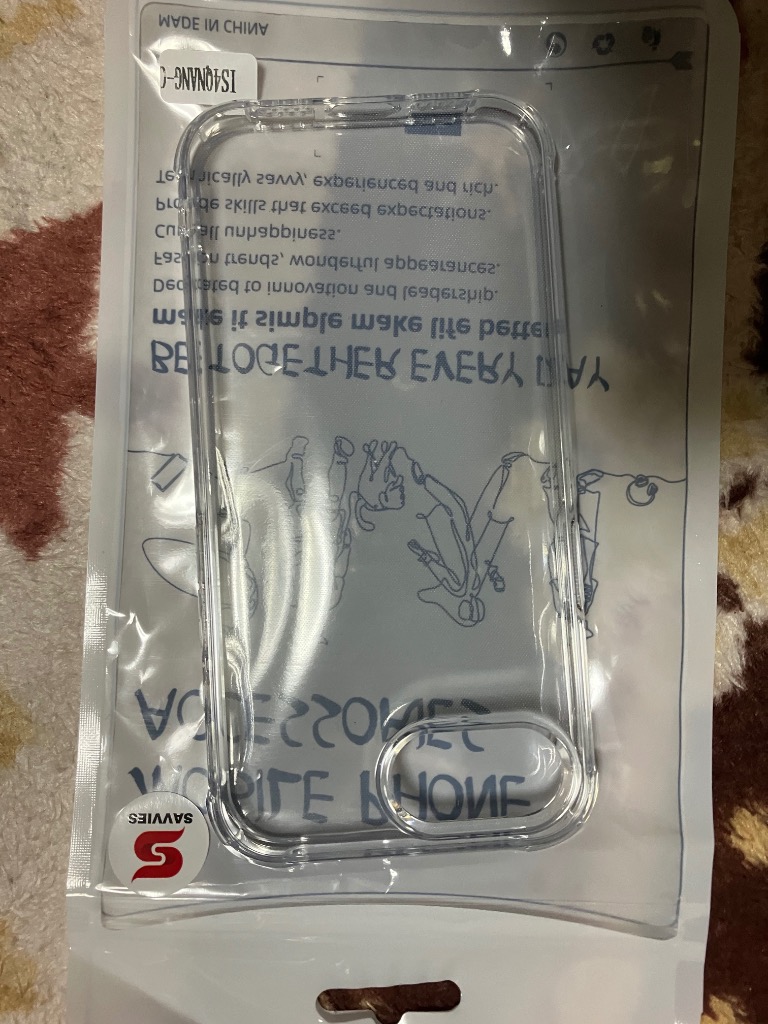 SAVVIES
MOBILE PHONE
ACCESSORIES
BE TOGETHER EVERY DAY
make it simple make life better
Dedicated to innovation and leadership.
Fashion trends, wonderful appearances.
Cure all unhappiness.
Provide skills that exceed expectations.
Technically savvy, experienced and rich.
MADE IN CHINA